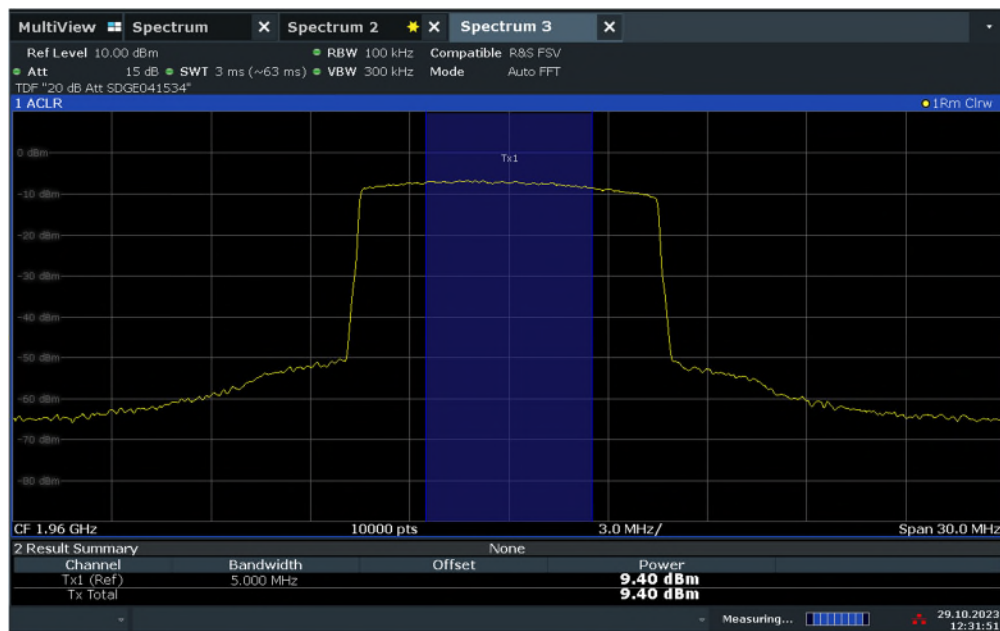 MultiView Spectrum X Spectrum 2 X Spectrum 3 X
Ref Level 10.00 dBm RBW 100 kHz Compatible R&S FSV
Att 15 dB SWT 3 ms (~63 ms) VBW 300 kHz Mode Auto FFT
TDF "20 dB Att SDGE041534"
1 ACLR 1Rm Clrw
0 dBm
Tx1
-10 dBm
-20 dBm
-30 dBm
-40 dBm
-50 dBm
-60 dBm
-70 dBm
-80 dBm
CF 1.96 GHz 10000 pts 3.0 MHz/ Span 30.0 MHz
2 Result Summary None
Channel Bandwidth Offset Power
Tx1 (Ref) 5.000 MHz 9.40 dBm
Tx Total 9.40 dBm
Measuring... 29.10.2023
12:31:51